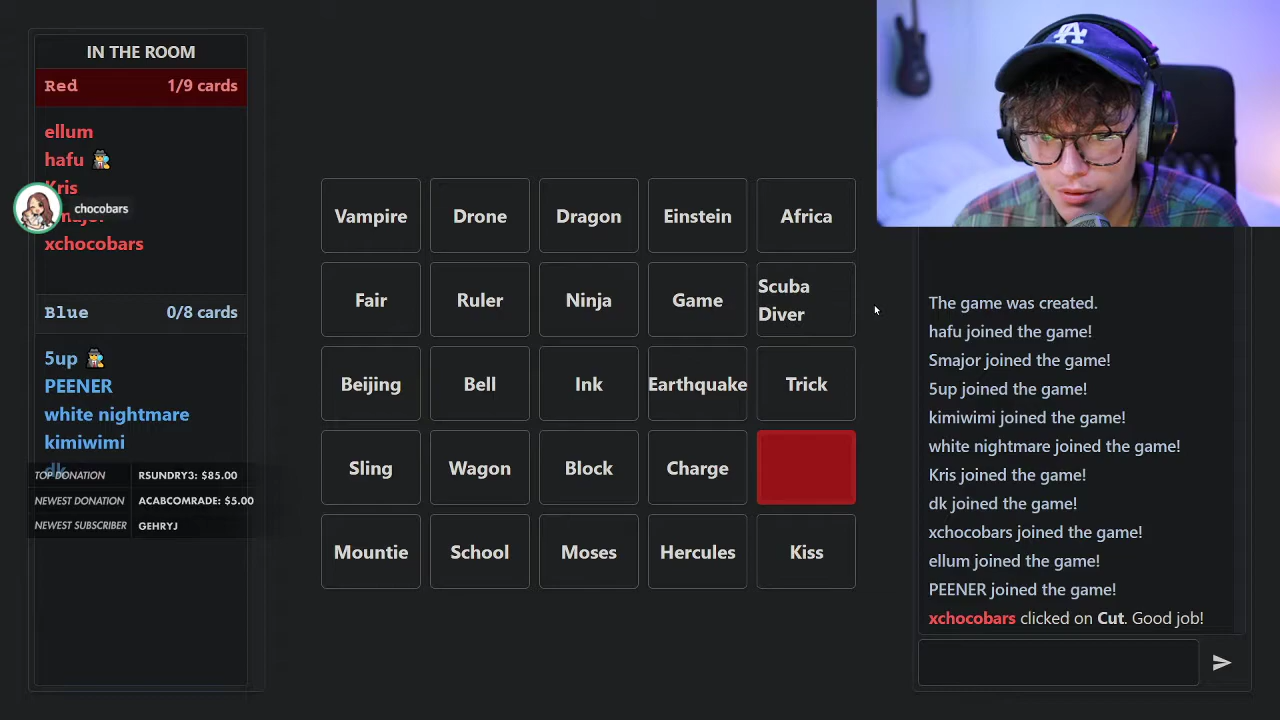 IN THE ROOM
Red 1/9 cards
ellum
hafu
Kris
chocobars
xchocobars
Blue 0/8 cards
5up
PEENER
white nightmare
kimiwimi
dk
TOP DONATION RSUNDRY3: $85.00
NEWEST DONATION ACABCOMRADE: $5.00
NEWEST SUBSCRIBER GEHRYJ
Vampire Drone Dragon Einstein Africa
Fair Ruler Ninja Game Scuba
Diver
Beijing Bell Ink Earthquake Trick
Sling Wagon Block Charge
Mountie School Moses Hercules Kiss
LA
The game was created.
hafu joined the game!
Smajor joined the game!
5up joined the game!
kimiwimi joined the game!
white nightmare joined the game!
Kris joined the game!
dk joined the game!
xchocobars joined the game!
ellum joined the game!
PEENER joined the game!
xchocobars clicked on Cut. Good job!